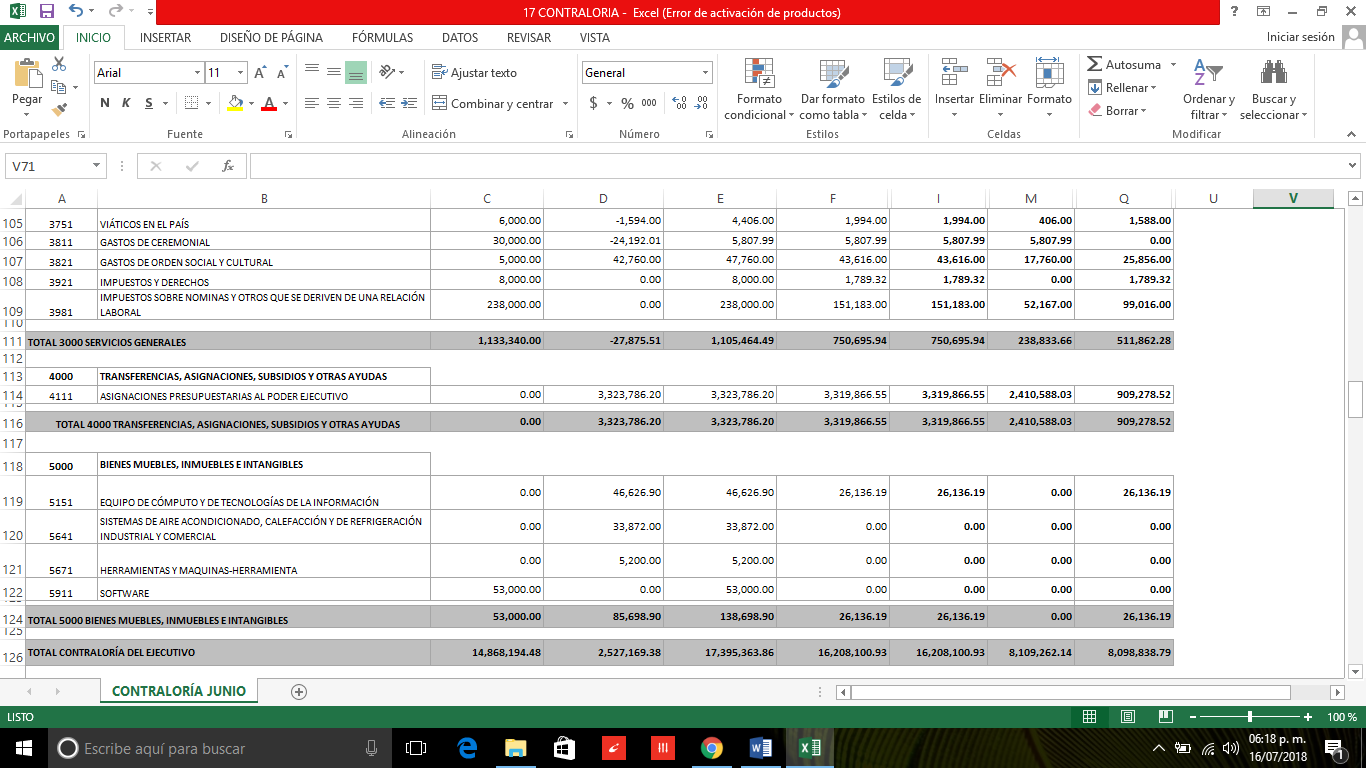 17 CONTRALORIA - Excel (Error de activación de productos)
ARCHIVO INICIO INSERTAR DISEÑO DE PÁGINA FÓRMULAS DATOS REVISAR VISTA Iniciar sesión
Arial 11 Ajustar texto General Autosuma
Pegar Formato condicional Dar formato como tabla Estilos de celda Insertar Eliminar Formato Rellenar Ordenar y filtrar Buscar y seleccionar
N K S A Combinar y centrar $ % 000 Borrar
Portapapeles Fuente Alineación Número Estilos Celdas Modificar
V71 fx
A B C D E F I M Q U V
105 3751 VIÁTICOS EN EL PAÍS 6,000.00 -1,594.00 4,406.00 1,994.00 1,994.00 406.00 1,588.00
106 3811 GASTOS DE CEREMONIAL 30,000.00 -24,192.01 5,807.99 5,807.99 5,807.99 5,807.99 0.00
107 3821 GASTOS DE ORDEN SOCIAL Y CULTURAL 5,000.00 42,760.00 47,760.00 43,616.00 43,616.00 17,760.00 25,856.00
108 3921 IMPUESTOS Y DERECHOS 8,000.00 0.00 8,000.00 1,789.32 1,789.32 0.00 1,789.32
IMPUESTOS SOBRE NOMINAS Y OTROS QUE SE DERIVEN DE UNA RELACIÓN
109 3981 LABORAL 238,000.00 0.00 238,000.00 151,183.00 151,183.00 52,167.00 99,016.00
110
111 TOTAL 3000 SERVICIOS GENERALES 1,133,340.00 -27,875.51 1,105,464.49 750,695.94 750,695.94 238,833.66 511,862.28
112
113 4000 TRANSFERENCIAS, ASIGNACIONES, SUBSIDIOS Y OTRAS AYUDAS
114 4111 ASIGNACIONES PRESUPUESTARIAS AL PODER EJECUTIVO 0.00 3,323,786.20 3,323,786.20 3,319,866.55 3,319,866.55 2,410,588.03 909,278.52
116 TOTAL 4000 TRANSFERENCIAS, ASIGNACIONES, SUBSIDIOS Y OTRAS AYUDAS 0.00 3,323,786.20 3,323,786.20 3,319,866.55 3,319,866.55 2,410,588.03 909,278.52
117
118 5000 BIENES MUEBLES, INMUEBLES E INTANGIBLES
119 5151 EQUIPO DE CÓMPUTO Y DE TECNOLOGÍAS DE LA INFORMACIÓN 0.00 46,626.90 46,626.90 26,136.19 26,136.19 0.00 26,136.19
SISTEMAS DE AIRE ACONDICIONADO, CALEFACCIÓN Y DE REFRIGERACIÓN
120 5641 INDUSTRIAL Y COMERCIAL 0.00 33,872.00 33,872.00 0.00 0.00 0.00 0.00
121 5671 HERRAMIENTAS Y MAQUINAS-HERRAMIENTA 0.00 5,200.00 5,200.00 0.00 0.00 0.00 0.00
122 5911 SOFTWARE 53,000.00 0.00 53,000.00 0.00 0.00 0.00 0.00
124 TOTAL 5000 BIENES MUEBLES, INMUEBLES E INTANGIBLES 53,000.00 85,698.90 138,698.90 26,136.19 26,136.19 0.00 26,136.19
125
126 TOTAL CONTRALORÍA DEL EJECUTIVO 14,868,194.48 2,527,169.38 17,395,363.86 16,208,100.93 16,208,100.93 8,109,262.14 8,098,838.79
CONTRALORÍA JUNIO
LISTO 100 %
Escribe aquí para buscar
06:18 p. m.
16/07/2018